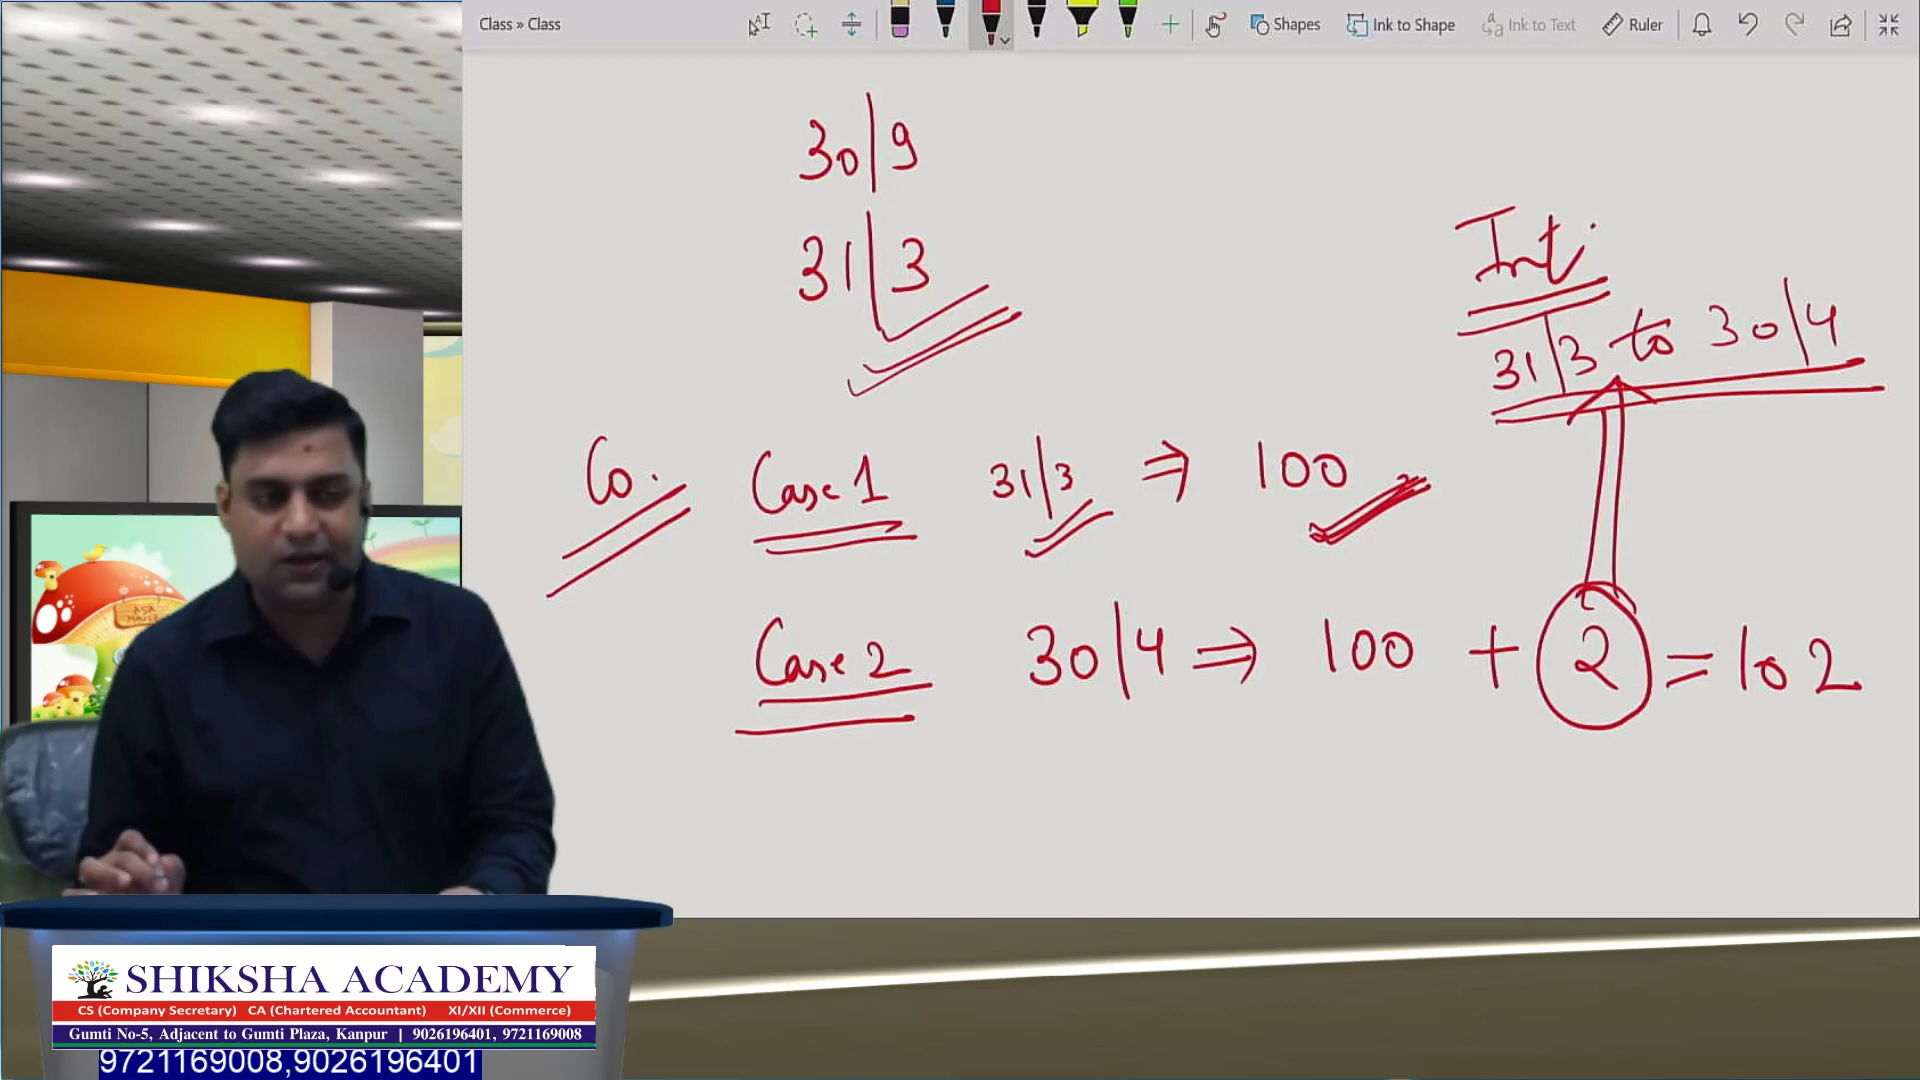 Class » Class
Shapes
Ink to Shape
Ink to Text
Ruler
30|9
31|3
Int.
31|3 to 30|4
Co. Case 1 31|3 ⇒ 100
Case 2 30|4 ⇒ 100 + 2 = 102
SHIKSHA ACADEMY
CS (Company Secretary) CA (Chartered Accountant) XI/XII (Commerce)
Gumti No-5, Adjacent to Gumti Plaza, Kanpur | 9026196401, 9721169008
9721169008,9026196401